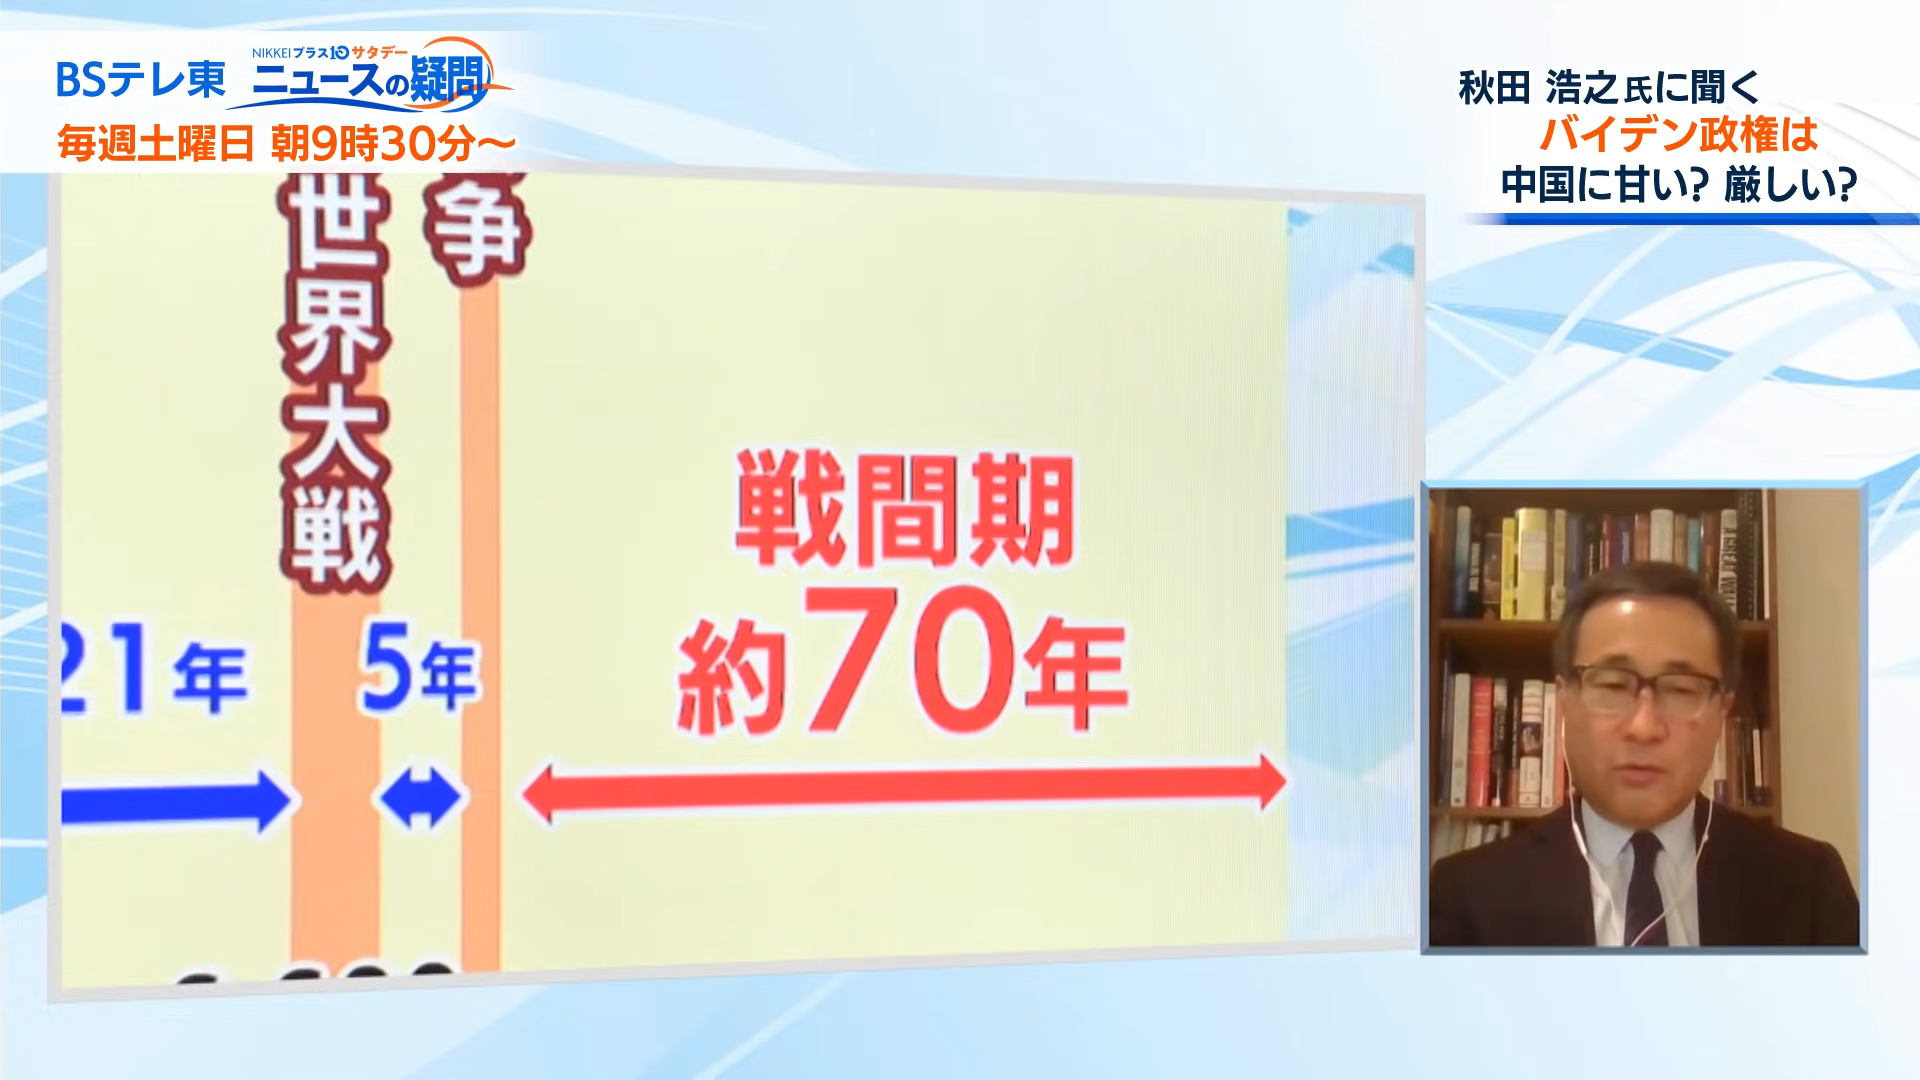 BSテレ東
NIKKEIプラス10サタデー
ニュースの疑問
毎週土曜日 朝9時30分～
秋田 浩之氏に聞く
バイデン政権は
中国に甘い? 厳しい?
世界大戦
争
戦間期
約70年
21年
5年
A GREAT